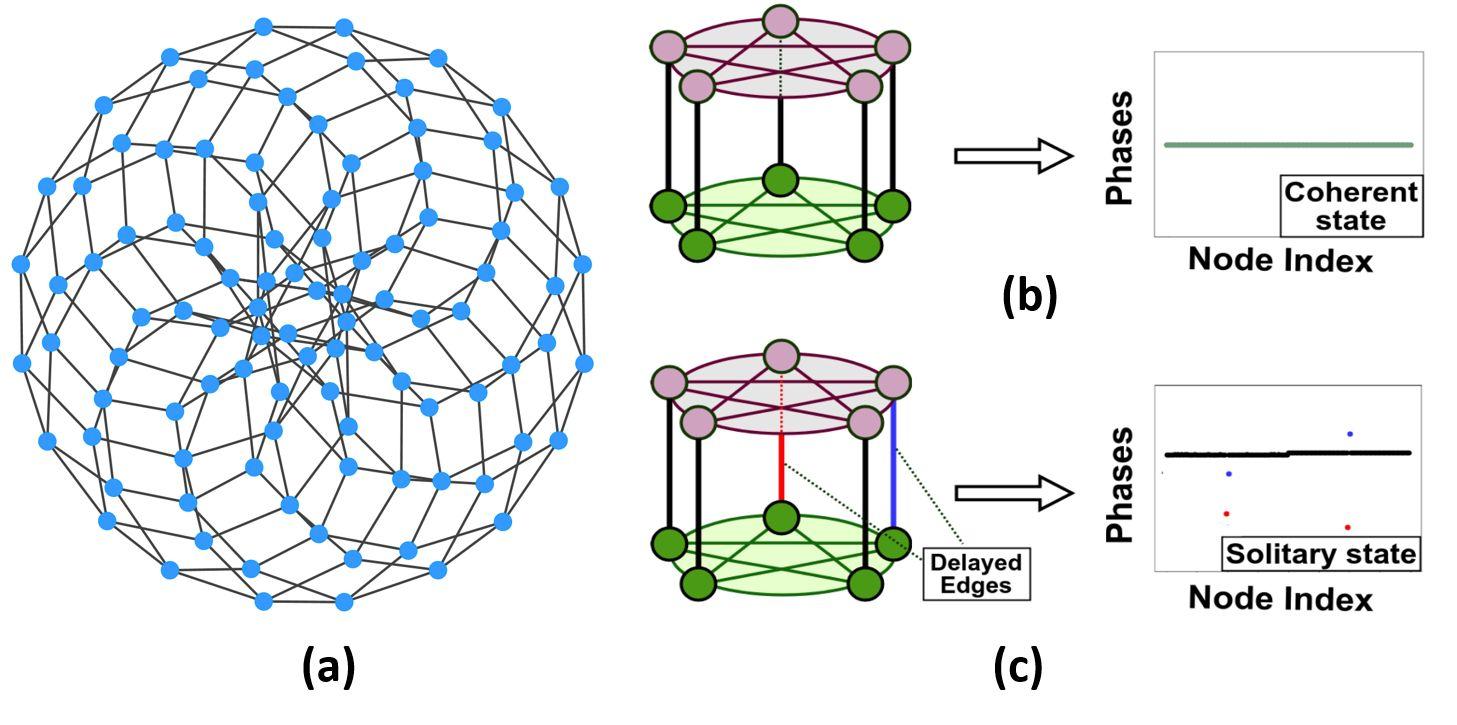 (a)
Phases
Coherent
state
Node Index
(b)
Delayed
Edges
Phases
Solitary state
Node Index
(c)